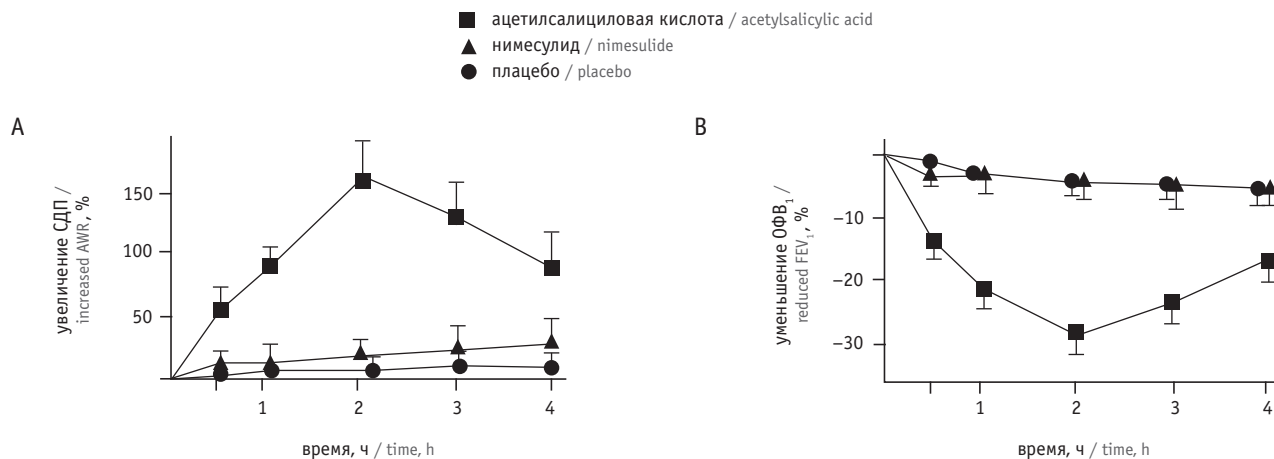 ацетилсалициловая кислота / acetylsalicylic acid
нимесулид / nimesulide
плацебо / placebo
A
увеличение СДП /
increased AWR, %
150
100
50
1 2 3 4
время, ч / time, h
B
уменьшение ОФВ₁ /
reduced FEV₁, %
−10
−20
−30
1 2 3 4
время, ч / time, h